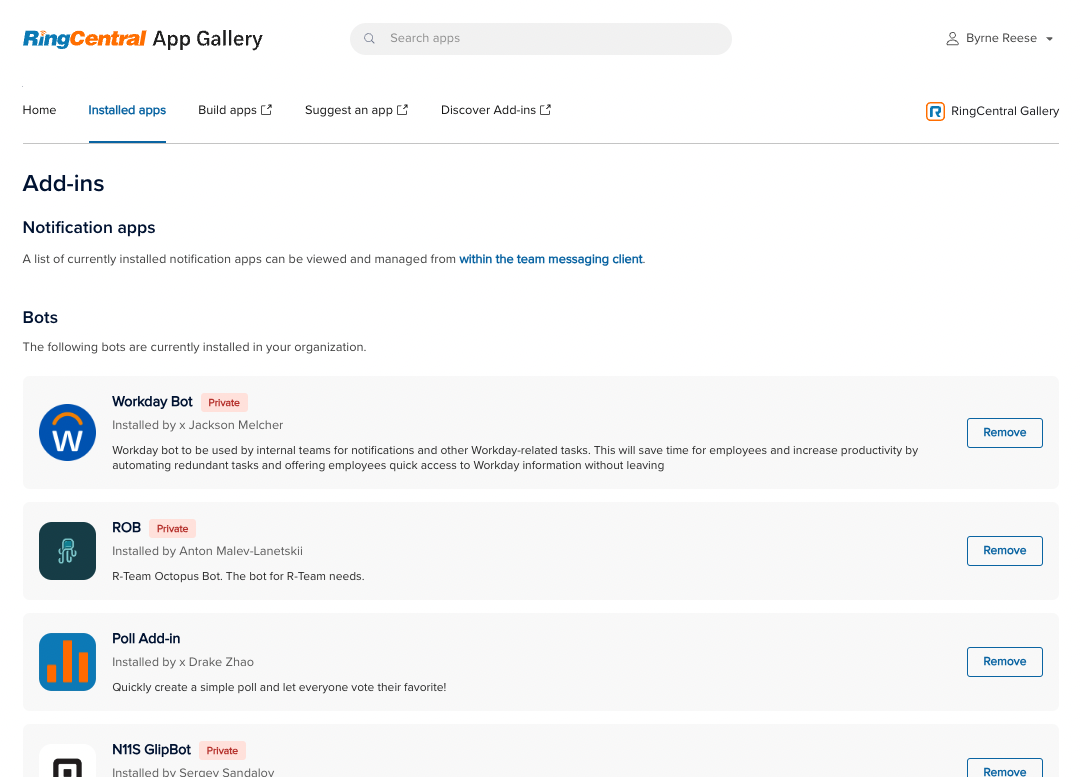 RingCentral App Gallery
Search apps
Byrne Reese
Home
Installed apps
Build apps
Suggest an app
Discover Add-ins
RingCentral Gallery
Add-ins
Notification apps
A list of currently installed notification apps can be viewed and managed from within the team messaging client.
Bots
The following bots are currently installed in your organization.
Workday Bot Private
Installed by x Jackson Melcher
Workday bot to be used by internal teams for notifications and other Workday-related tasks. This will save time for employees and increase productivity by
automating redundant tasks and offering employees quick access to Workday information without leaving
Remove
ROB Private
Installed by Anton Malev-Lanetskii
R-Team Octopus Bot. The bot for R-Team needs.
Remove
Poll Add-in
Installed by x Drake Zhao
Quickly create a simple poll and let everyone vote their favorite!
Remove
N11S GlipBot Private
Installed by Sergey Sandalov
Remove